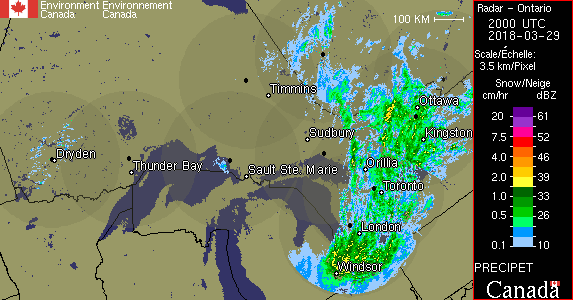 Environment Environnement
Canada Canada
100 KM
Timmins
Ottawa
Sudbury
Kingston
Dryden
Thunder Bay
Sault Ste. Marie
Orillia
Toronto
London
Windsor
Radar - Ontario
2000 UTC
2018-03-29
Scale/Échelle:
3.5 km/Pixel
Snow/Neige
cm/hr dBZ
20 61
7.5 57
5.5 52
4.0 46
2.0 39
1.0 33
0.5 26
0.1 10
PRECIPET
Canada